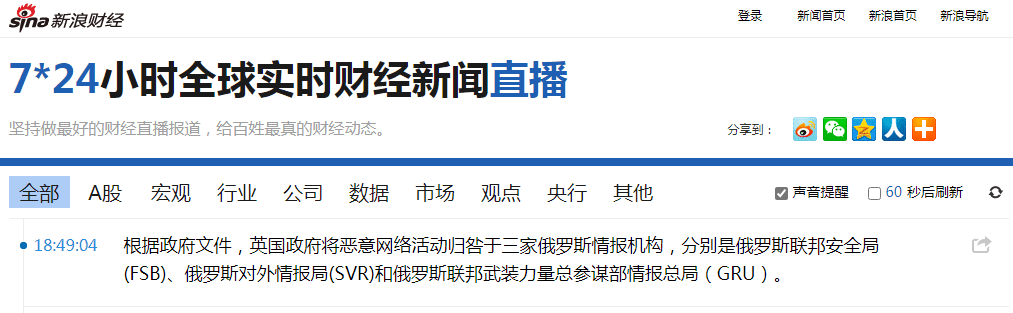 sina新浪财经
登录 新闻首页 新浪首页 新浪导航
7*24小时全球实时财经新闻直播
坚持做最好的财经直播报道，给百姓最真的财经动态。
分享到：
全部 A股 宏观 行业 公司 数据 市场 观点 央行 其他
声音提醒 60 秒后刷新
18:49:04 根据政府文件，英国政府将恶意网络活动归咎于三家俄罗斯情报机构，分别是俄罗斯联邦安全局
(FSB)、俄罗斯对外情报局(SVR)和俄罗斯联邦武装力量总参谋部情报总局（GRU）。